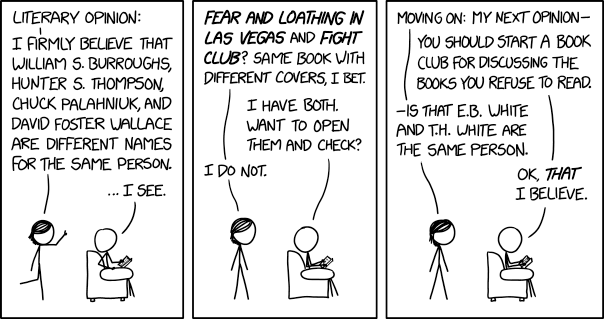 LITERARY OPINION:
I FIRMLY BELIEVE THAT
WILLIAM S. BURROUGHS,
HUNTER S. THOMPSON,
CHUCK PALAHNIUK, AND
DAVID FOSTER WALLACE
ARE DIFFERENT NAMES
FOR THE SAME PERSON.
... I SEE.
FEAR AND LOATHING IN
LAS VEGAS AND FIGHT
CLUB? SAME BOOK WITH
DIFFERENT COVERS, I BET.
I HAVE BOTH.
WANT TO OPEN
THEM AND CHECK?
I DO NOT.
MOVING ON: MY NEXT OPINION—
YOU SHOULD START A BOOK
CLUB FOR DISCUSSING THE
BOOKS YOU REFUSE TO READ.
—IS THAT E.B. WHITE
AND T.H. WHITE ARE
THE SAME PERSON.
OK, THAT
I BELIEVE.